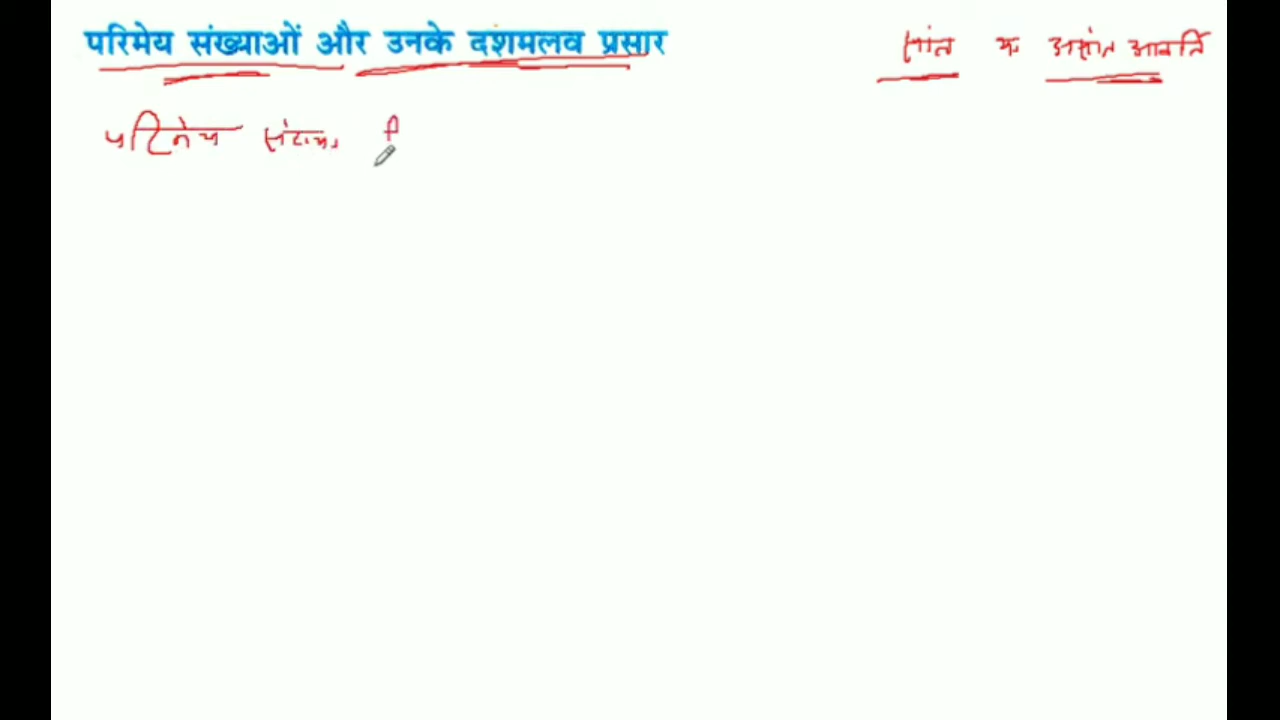 परिमेय संख्याओं और उनके दशमलव प्रसार
सांत या असांत आवर्ति
परिमेय संख्या P